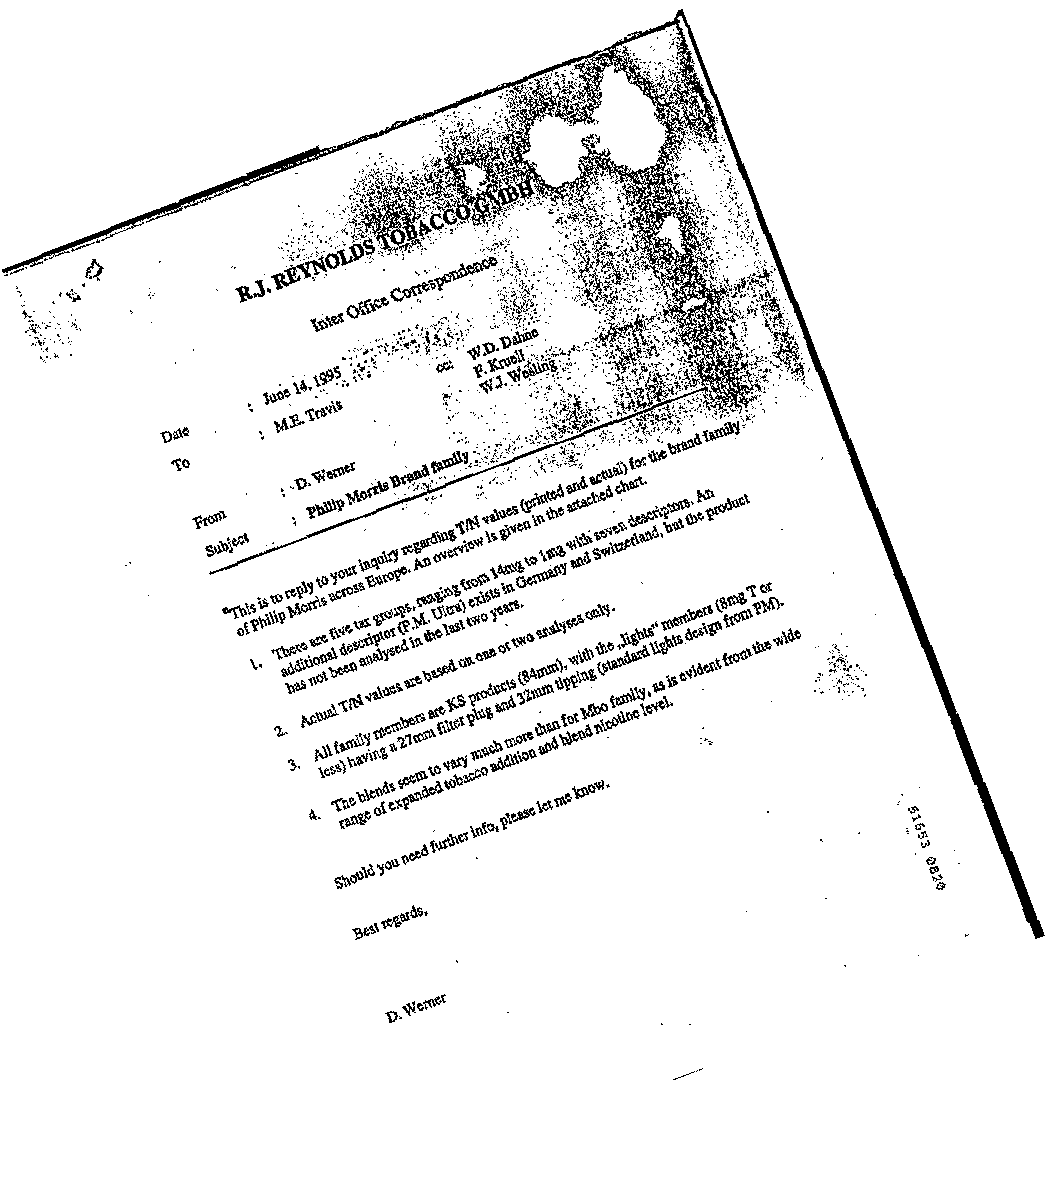 R.J. REYNOLDS TOBACCO GMBH
Inter Office Correspondence
Date : June 14, 1995
To : M.E. Travis
cc: W.D. Dahne
F. Kruell
W.J. Wesling
From : D. Werner
Subject : Philip Morris Brand family
This is to reply to your inquiry regarding T/N values (printed and actual) for the brand family
of Philip Morris across Europe. An overview is given in the attached chart.
1. There are five tar groups, ranging from 14mg to 1mg with seven descriptors. An
additional descriptor (P.M. Ultra) exists in Germany and Switzerland, but the product
has not been analysed in the last two years.
2. Actual T/N values are based on one or two analyses only.
3. All family members are KS products (84mm), with the „lights“ members (8mg T or
less) having a 27mm filter plug and 32mm tipping (standard lights design from PM).
4. The blends seem to vary much more than for Mbo family, as is evident from the wide
range of expanded tobacco addition and blend nicotine level.
Should you need further info, please let me know.
Best regards,
D. Werner
51653 0820